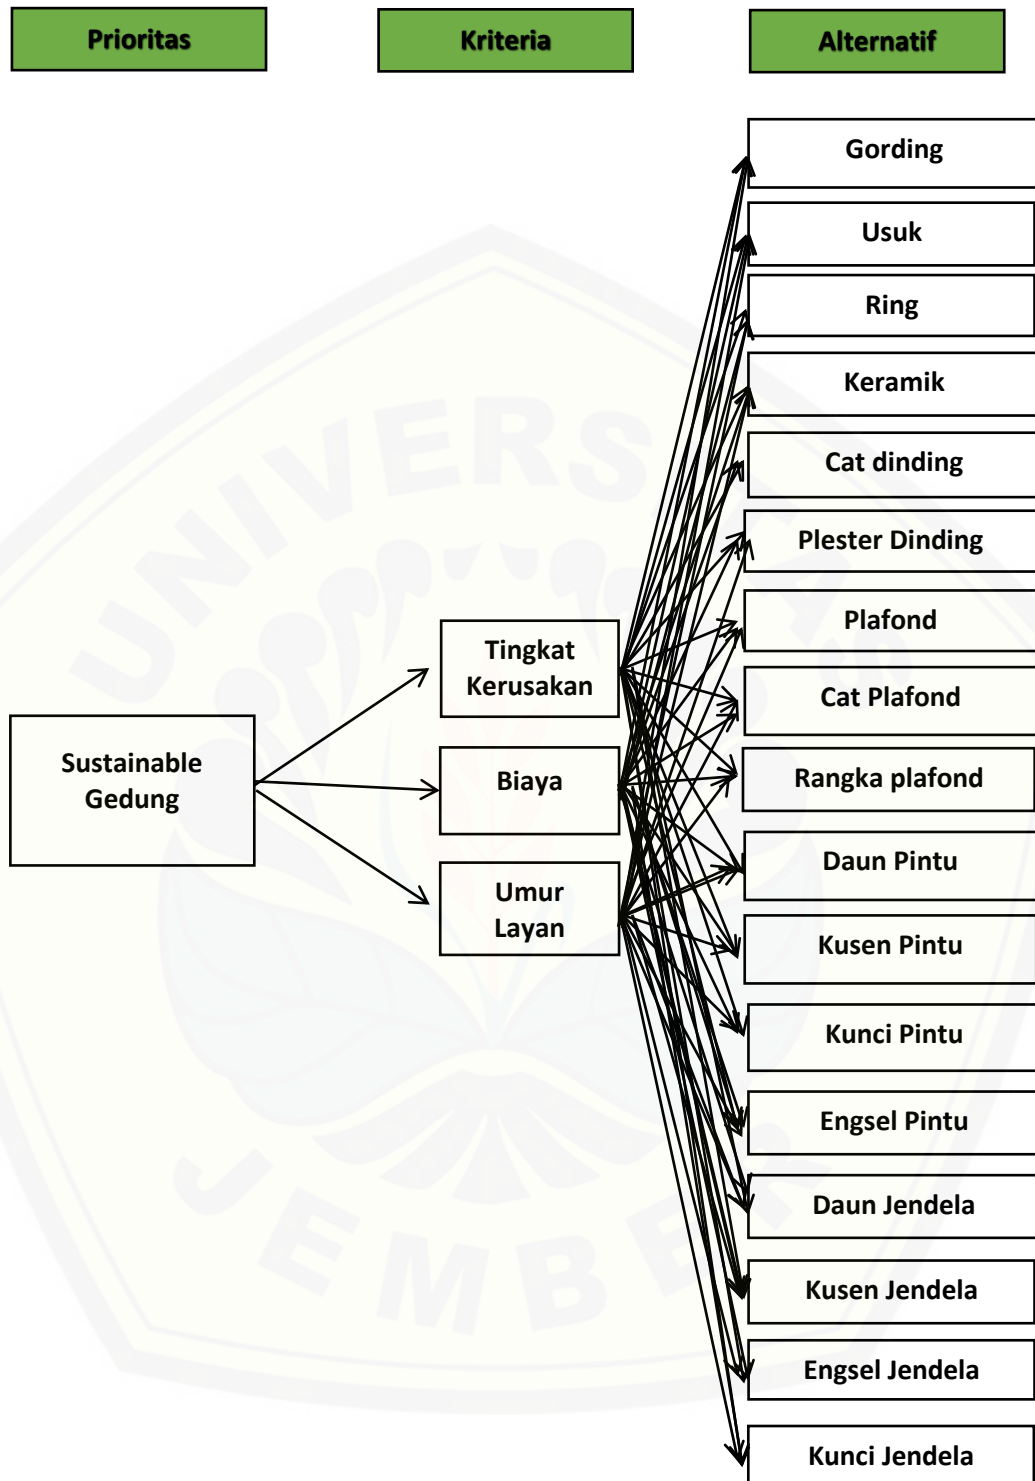 Prioritas
Kriteria
Alternatif
Gording
Usuk
Ring
Keramik
Cat dinding
Plester Dinding
Plafond
Cat Plafond
Rangka plafond
Daun Pintu
Kusen Pintu
Kunci Pintu
Engsel Pintu
Daun Jendela
Kusen Jendela
Engsel Jendela
Kunci Jendela
Tingkat
Kerusakan
Biaya
Umur
Layan
Sustainable
Gedung
UNIVERSITAS
JEMBER